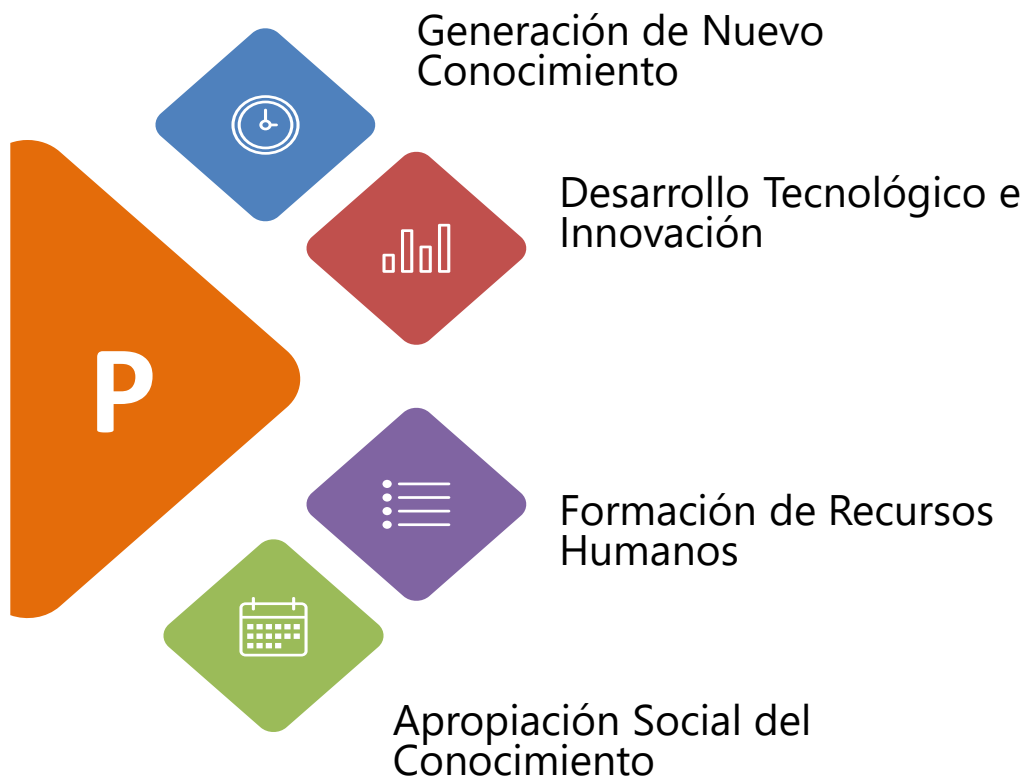 Generación de Nuevo
Conocimiento
Desarrollo Tecnológico e
Innovación
P
Formación de Recursos
Humanos
Apropiación Social del
Conocimiento